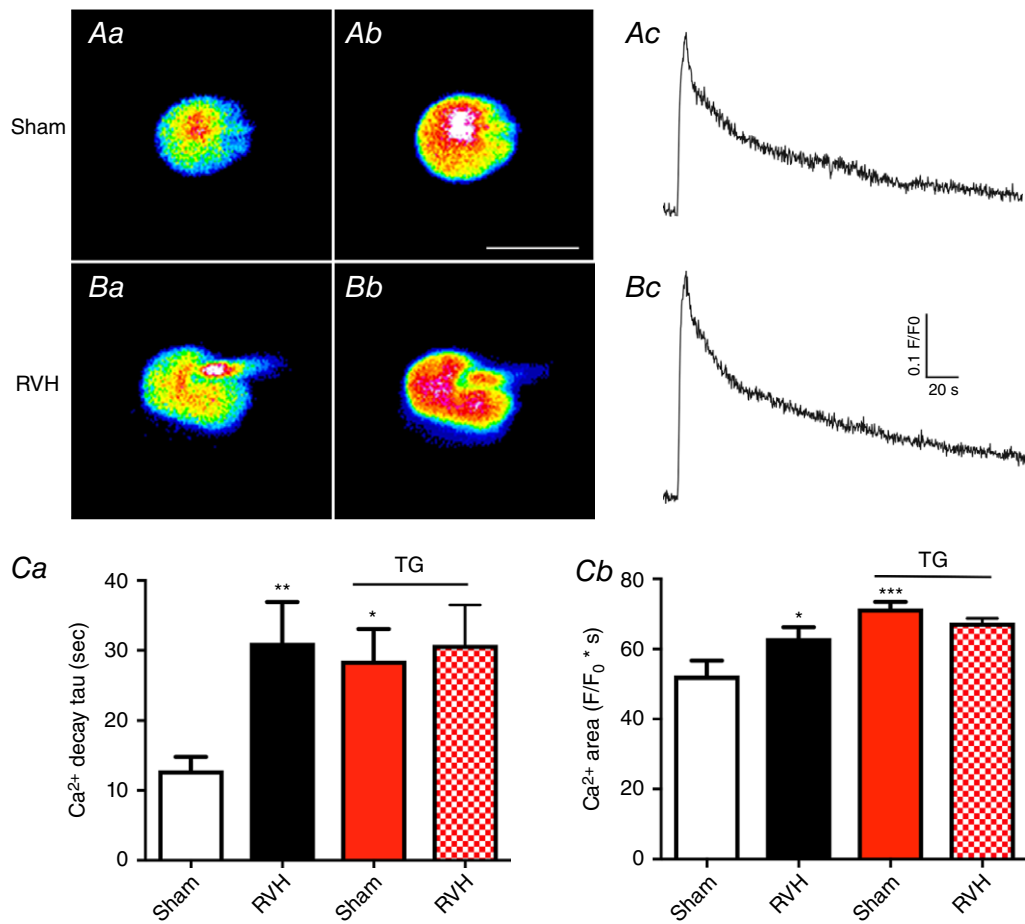 Aa
Ab
Ac
Sham
Ba
Bb
Bc
RVH
0.1 F/F0
20 s
Ca
TG
Ca²⁺ decay tau (sec)
40
30
20
10
0
**
*
Sham
RVH
Sham
RVH
Cb
TG
Ca²⁺ area (F/F₀ * s)
80
60
40
20
0
*
***
Sham
RVH
Sham
RVH